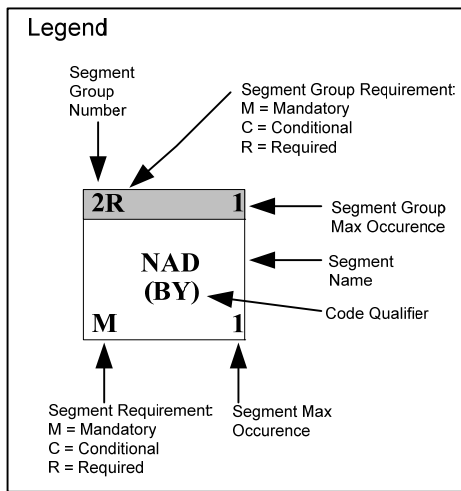 Legend
Segment
Group
Number
Segment Group Requirement:
M = Mandatory
C = Conditional
R = Required
2R 1
Segment Group
Max Occurence
NAD
(BY)
Segment
Name
Code Qualifier
M 1
Segment Requirement:
M = Mandatory
C = Conditional
R = Required
Segment Max
Occurence